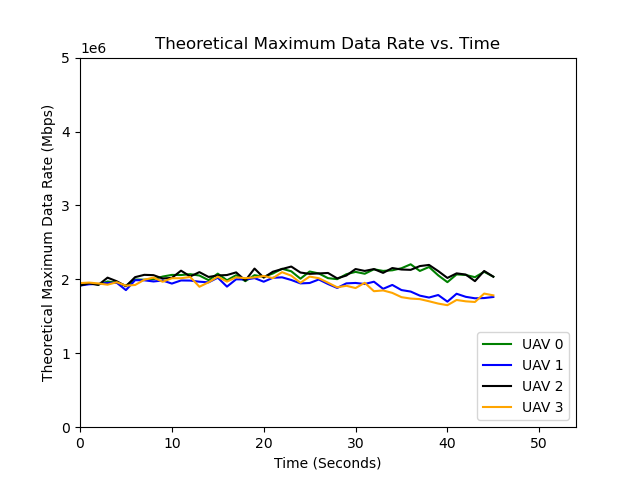 Theoretical Maximum Data Rate vs. Time
1e6
5
4
3
2
1
0
Theoretical Maximum Data Rate (Mbps)
0 10 20 30 40 50
Time (Seconds)
UAV 0
UAV 1
UAV 2
UAV 3